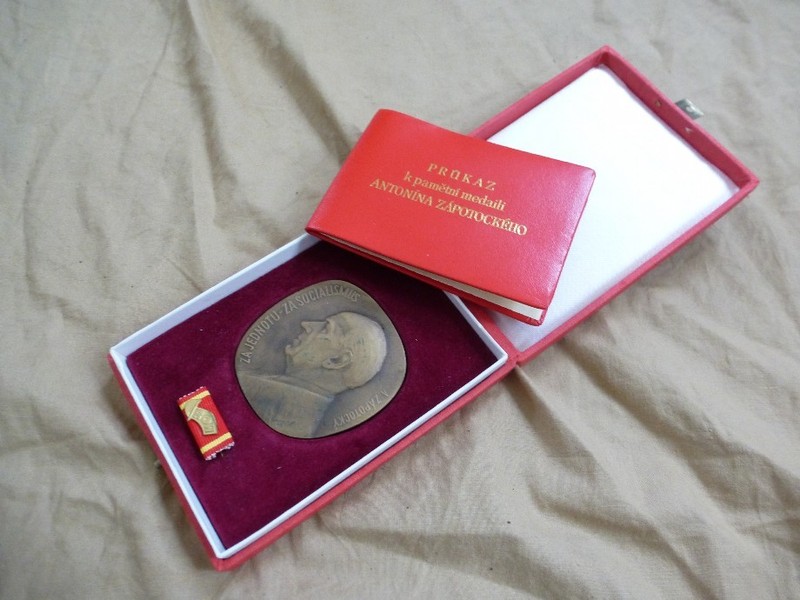 PRŮKAZ
k pamětní medaili
ANTONÍNA ZÁPOTOCKÉHO
ZA JEDNOTU - ZA SOCIALISMUS
A. ZÁPOTOCKÝ